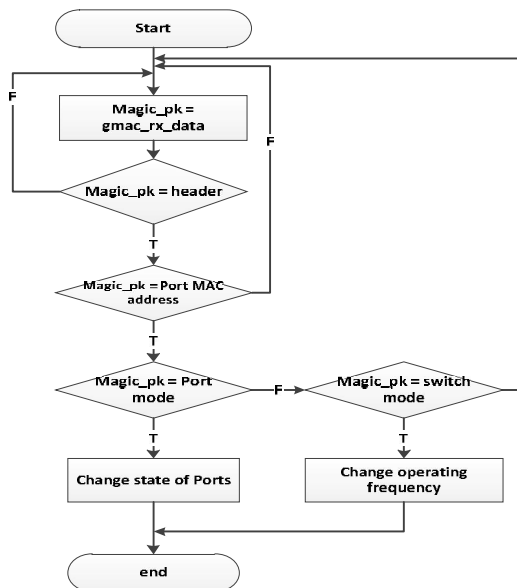 Start
F
Magic_pk =
gmac_rx_data
F
Magic_pk = header
T
Magic_pk = Port MAC
address
T
Magic_pk = Port
mode
F
Magic_pk = switch
mode
T
T
Change state of Ports
Change operating
frequency
end